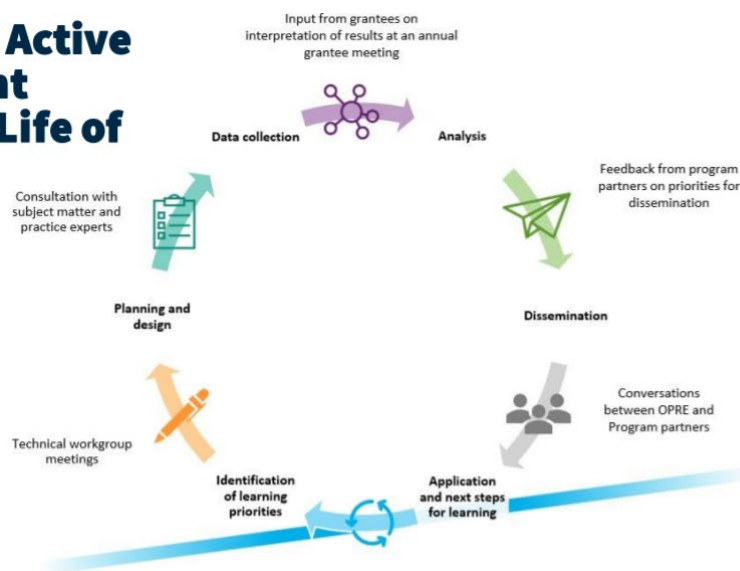 Active
nt
Life of
Input from grantees on
interpretation of results at an annual
grantee meeting
Data collection
Analysis
Consultation with
subject matter and
practice experts
Feedback from program
partners on priorities for
dissemination
Planning and
design
Dissemination
Technical workgroup
meetings
Conversations
between OPRE and
Program partners
Identification
of learning
priorities
Application
and next steps
for learning